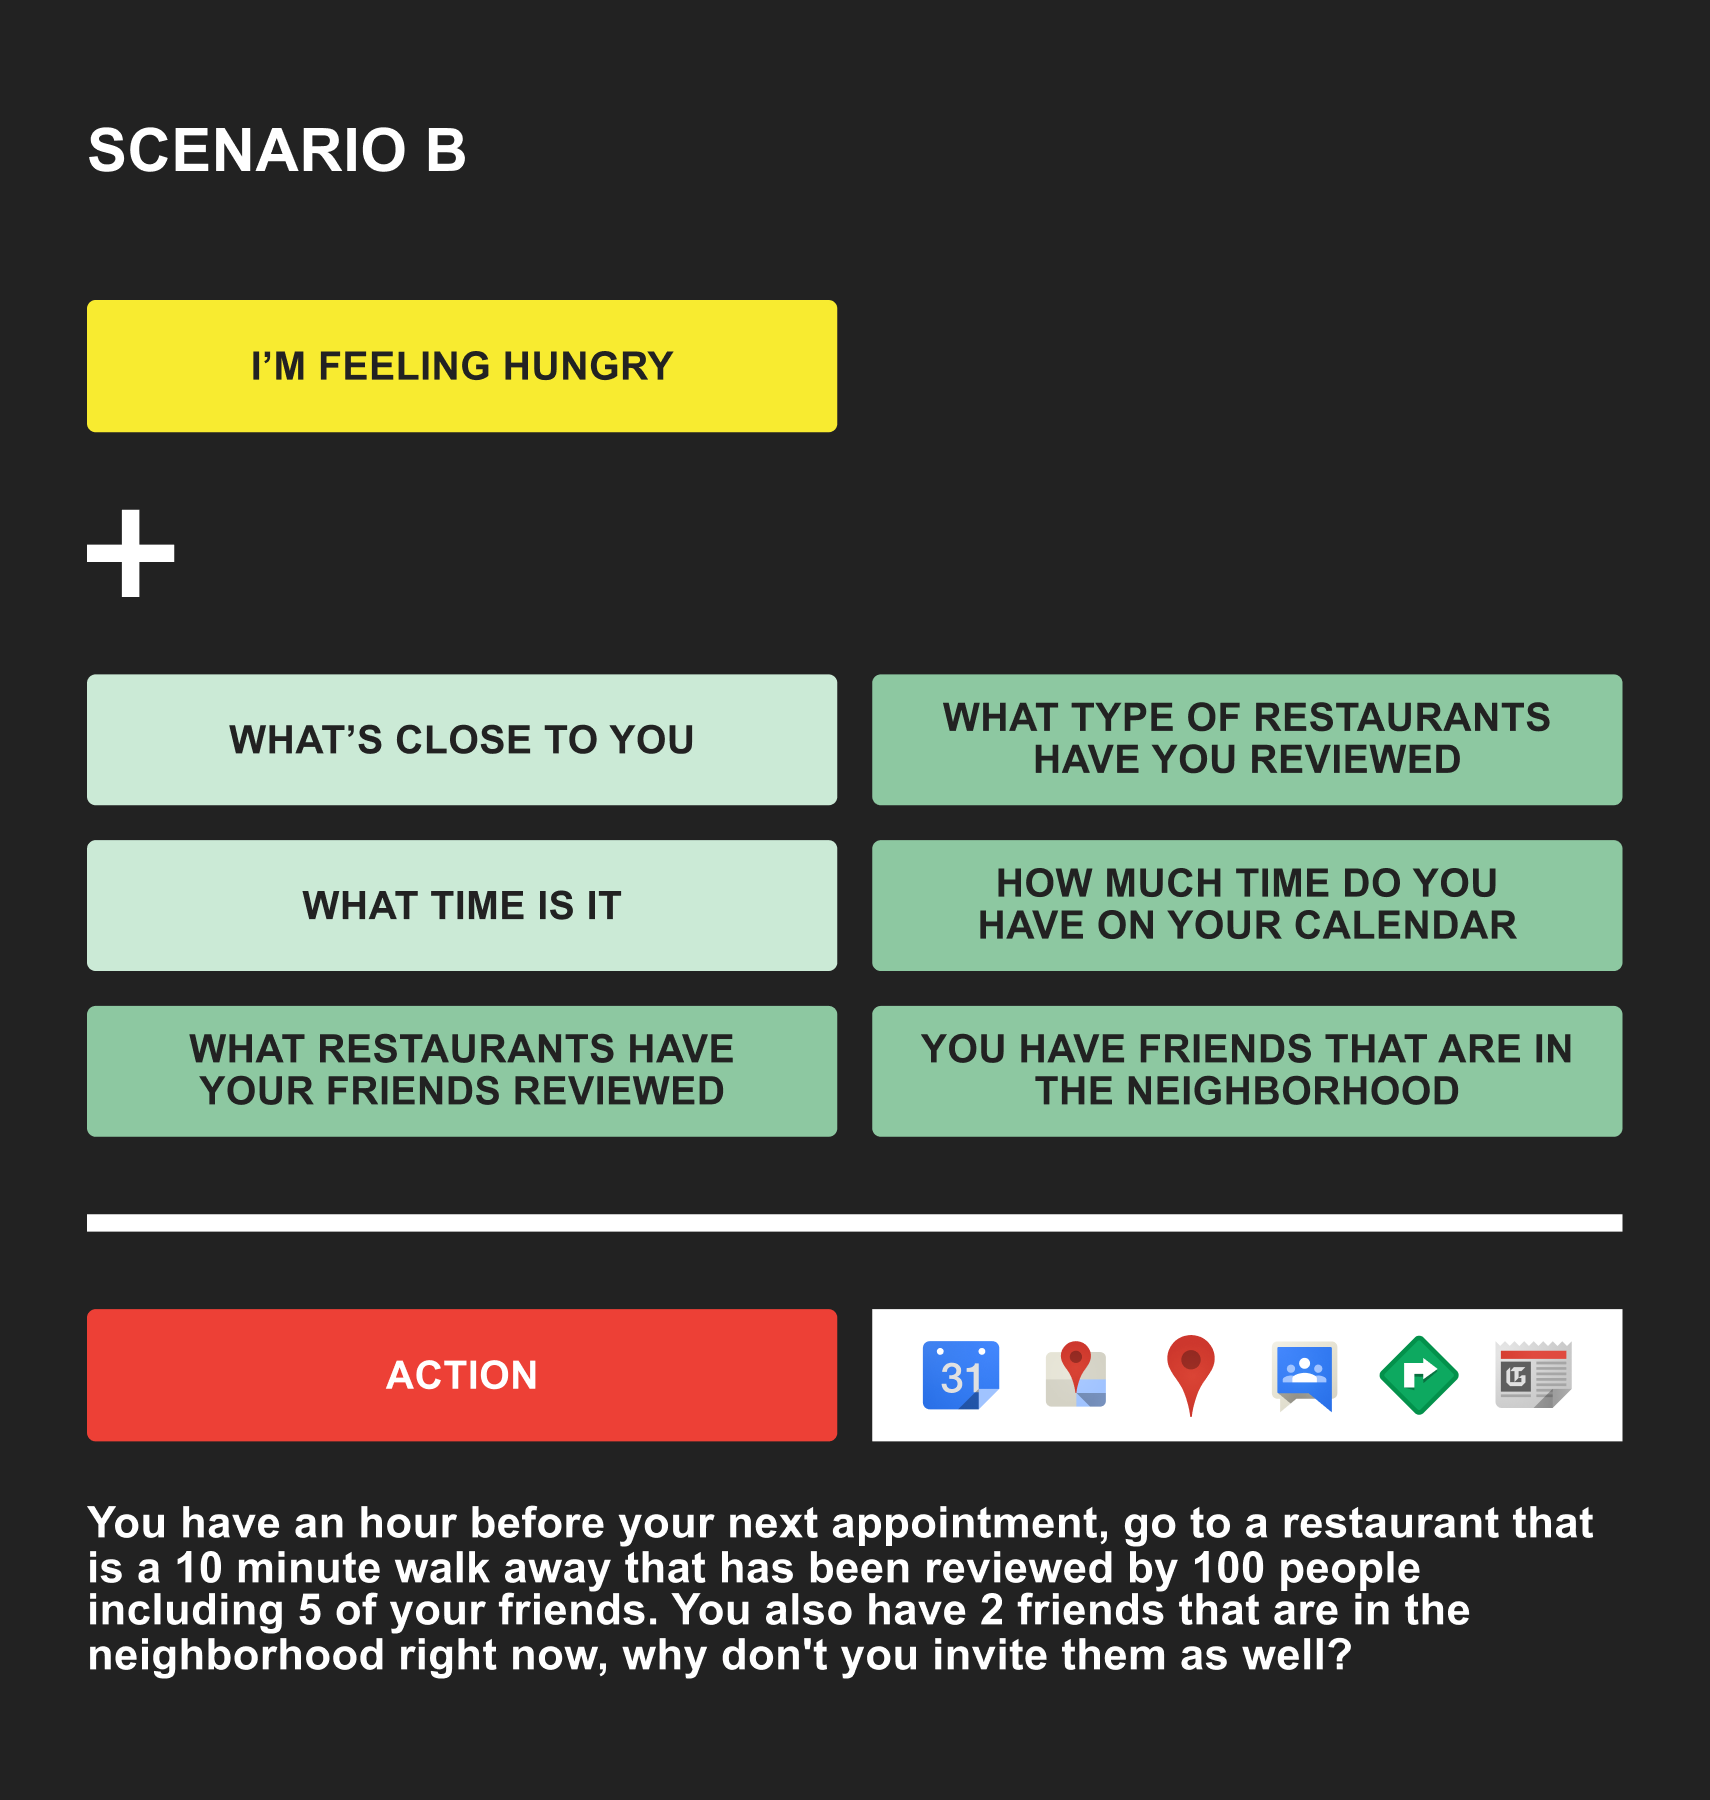 SCENARIO B
I’M FEELING HUNGRY
+
WHAT’S CLOSE TO YOU
WHAT TYPE OF RESTAURANTS
HAVE YOU REVIEWED
WHAT TIME IS IT
HOW MUCH TIME DO YOU
HAVE ON YOUR CALENDAR
WHAT RESTAURANTS HAVE
YOUR FRIENDS REVIEWED
YOU HAVE FRIENDS THAT ARE IN
THE NEIGHBORHOOD
ACTION
31
You have an hour before your next appointment, go to a restaurant that
is a 10 minute walk away that has been reviewed by 100 people
including 5 of your friends. You also have 2 friends that are in the
neighborhood right now, why don't you invite them as well?